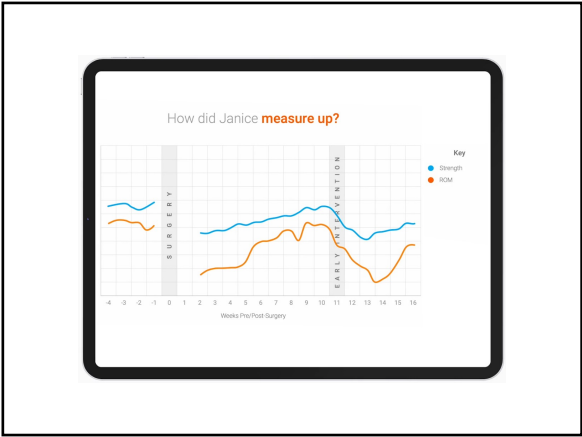 How did Janice measure up?
Key
Strength
ROM
SURGERY
EARLY INTERVENTION
-4 -3 -2 -1 0 1 2 3 4 5 6 7 8 9 10 11 12 13 14 15 16
Weeks Pre/Post-Surgery